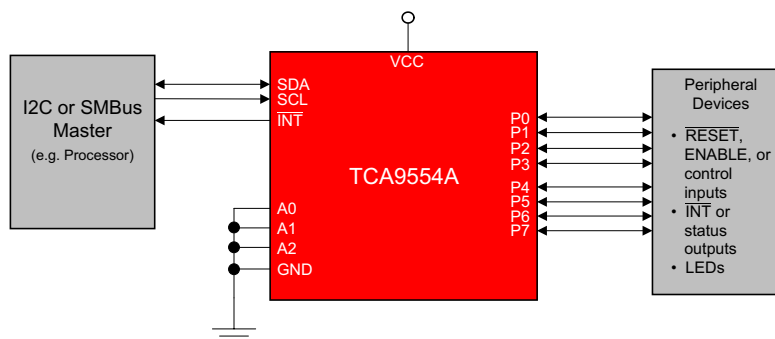 VCC
I2C or SMBus
Master
(e.g. Processor)
SDA
SCL
INT
A0
A1
A2
GND
TCA9554A
P0
P1
P2
P3
P4
P5
P6
P7
Peripheral
Devices
• RESET,
ENABLE, or
control
inputs
• INT or
status
outputs
• LEDs